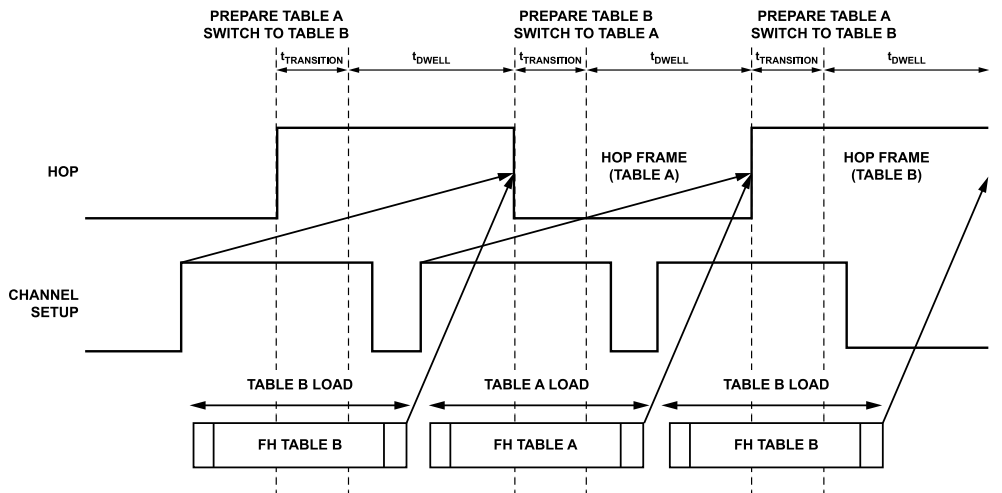 PREPARE TABLE A
SWITCH TO TABLE B
PREPARE TABLE B
SWITCH TO TABLE A
PREPARE TABLE A
SWITCH TO TABLE B
tTRANSITION
tDWELL
tTRANSITION
tDWELL
tTRANSITION
tDWELL
HOP
HOP FRAME
(TABLE A)
HOP FRAME
(TABLE B)
CHANNEL
SETUP
TABLE B LOAD
TABLE A LOAD
TABLE B LOAD
FH TABLE B
FH TABLE A
FH TABLE B